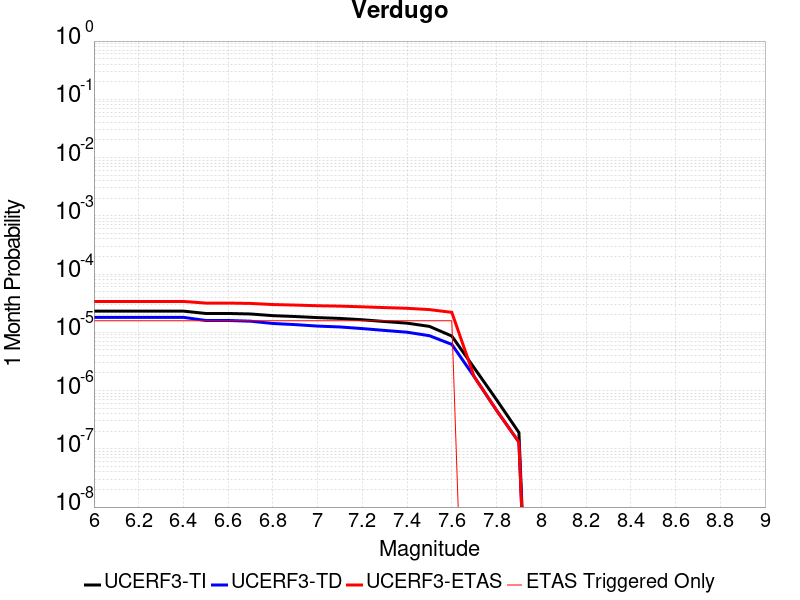 Verdugo
10^0
10^-1
10^-2
10^-3
10^-4
10^-5
10^-6
10^-7
10^-8
1 Month Probability
6 6.2 6.4 6.6 6.8 7 7.2 7.4 7.6 7.8 8 8.2 8.4 8.6 8.8 9
Magnitude
UCERF3-TI UCERF3-TD UCERF3-ETAS ETAS Triggered Only